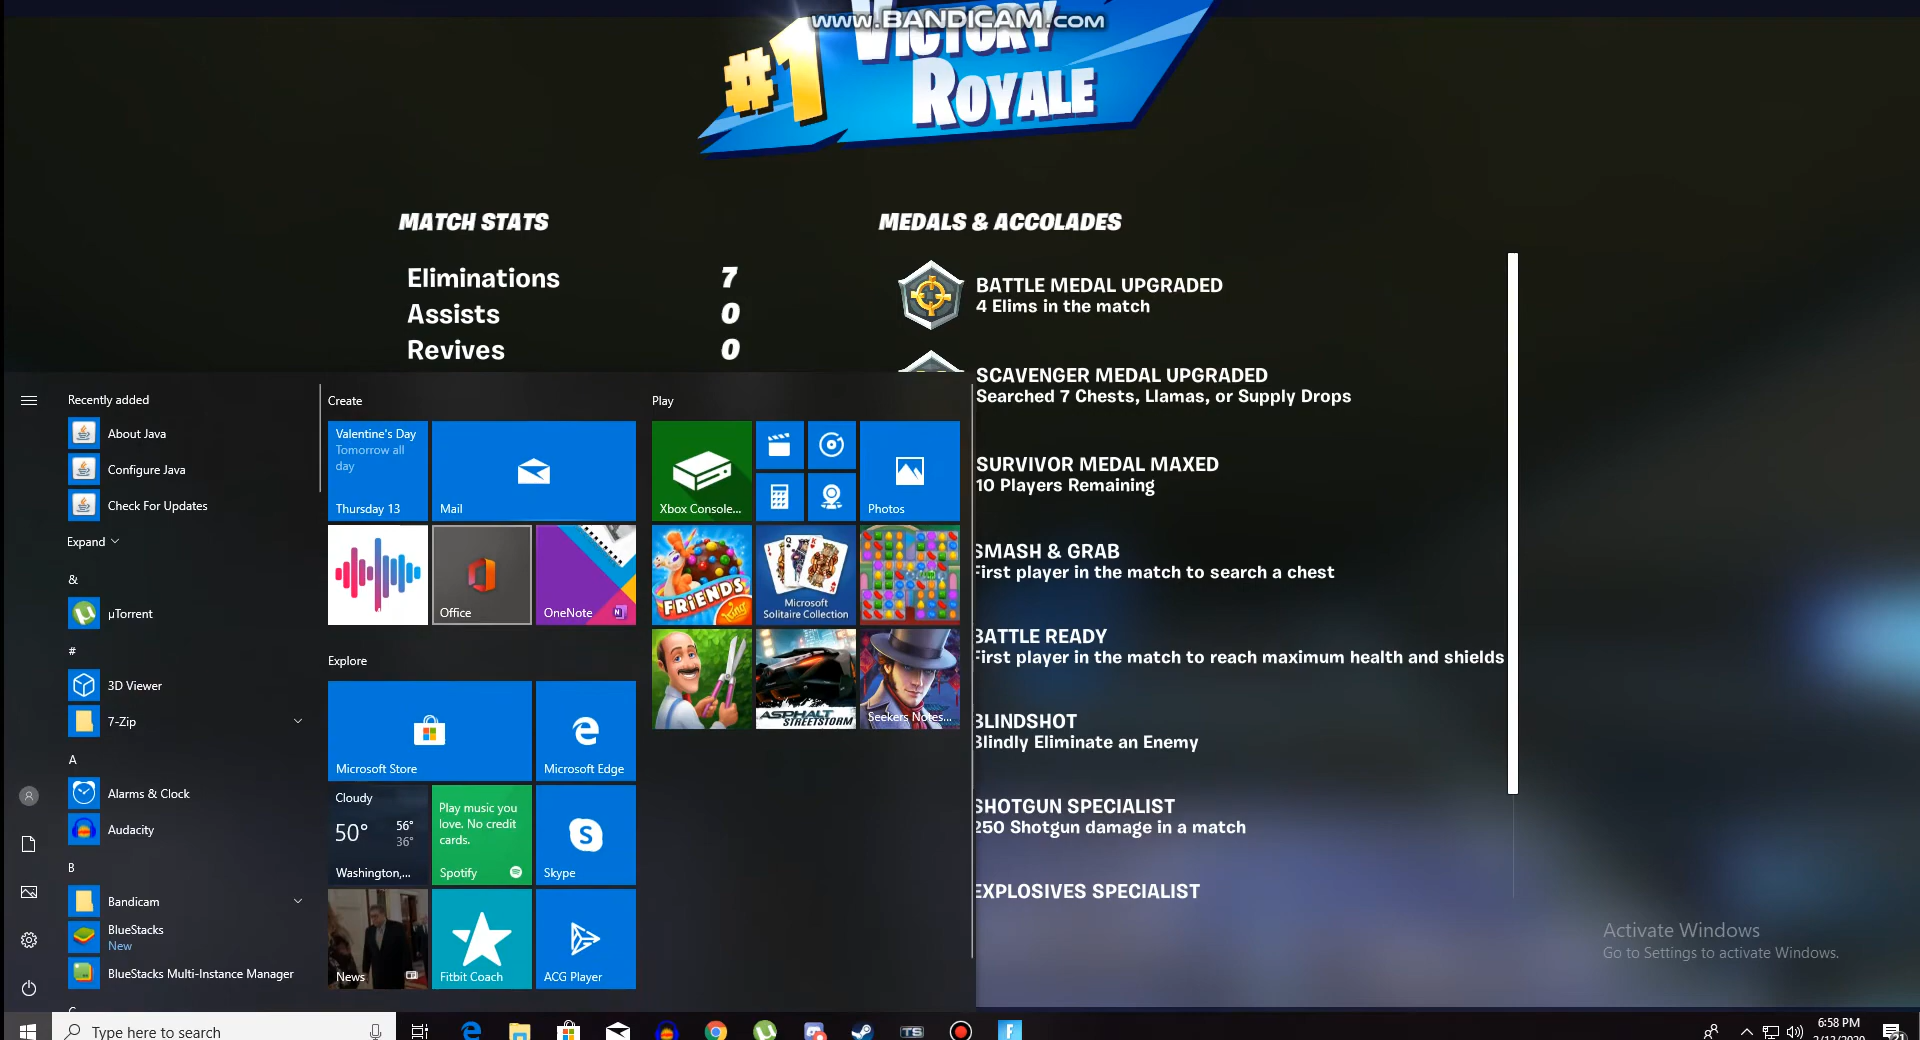 www.BANDICAM.com
#1 VICTORY
ROYALE
MATCH STATS
Eliminations 7
Assists 0
Revives 0
MEDALS & ACCOLADES
BATTLE MEDAL UPGRADED
4 Elims in the match
SCAVENGER MEDAL UPGRADED
Searched 7 Chests, Llamas, or Supply Drops
SURVIVOR MEDAL MAXED
10 Players Remaining
SMASH & GRAB
First player in the match to search a chest
BATTLE READY
First player in the match to reach maximum health and shields
BLINDSHOT
Blindly Eliminate an Enemy
SHOTGUN SPECIALIST
250 Shotgun damage in a match
EXPLOSIVES SPECIALIST
Recently added
About Java
Configure Java
Check For Updates
Expand
&
µTorrent
#
3D Viewer
7-Zip
A
Alarms & Clock
Audacity
B
Bandicam
BlueStacks
New
BlueStacks Multi-Instance Manager
Create
Valentine's Day
Tomorrow all
day
Thursday 13
Mail
Office
OneNote
N
Explore
Microsoft Store
Microsoft Edge
Cloudy
50° 56°
36°
Washington,...
Play music you
love. No credit
cards.
Spotify
Skype
News
Fitbit Coach
ACG Player
Play
Xbox Console...
Photos
FRIENDS
King
Microsoft
Solitaire Collection
ASPHALT
STREETSTORM
Seekers Notes...
Activate Windows
Go to Settings to activate Windows.
Type here to search
TS
6:58 PM